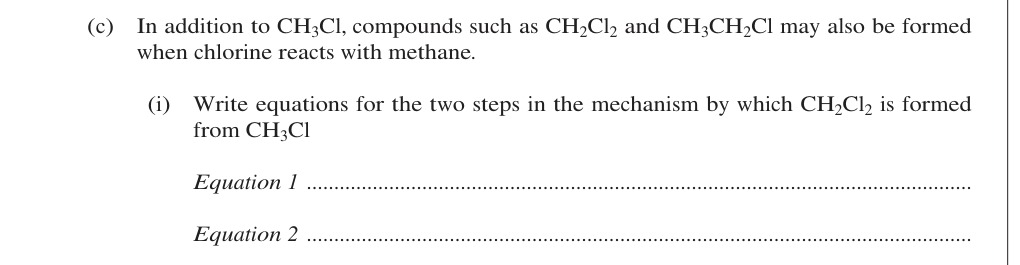 (c) In addition to CH₃Cl, compounds such as CH₂Cl₂ and CH₃CH₂Cl may also be formed
when chlorine reacts with methane.
(i) Write equations for the two steps in the mechanism by which CH₂Cl₂ is formed
from CH₃Cl
Equation 1 ........................................................................................................................
Equation 2 ........................................................................................................................